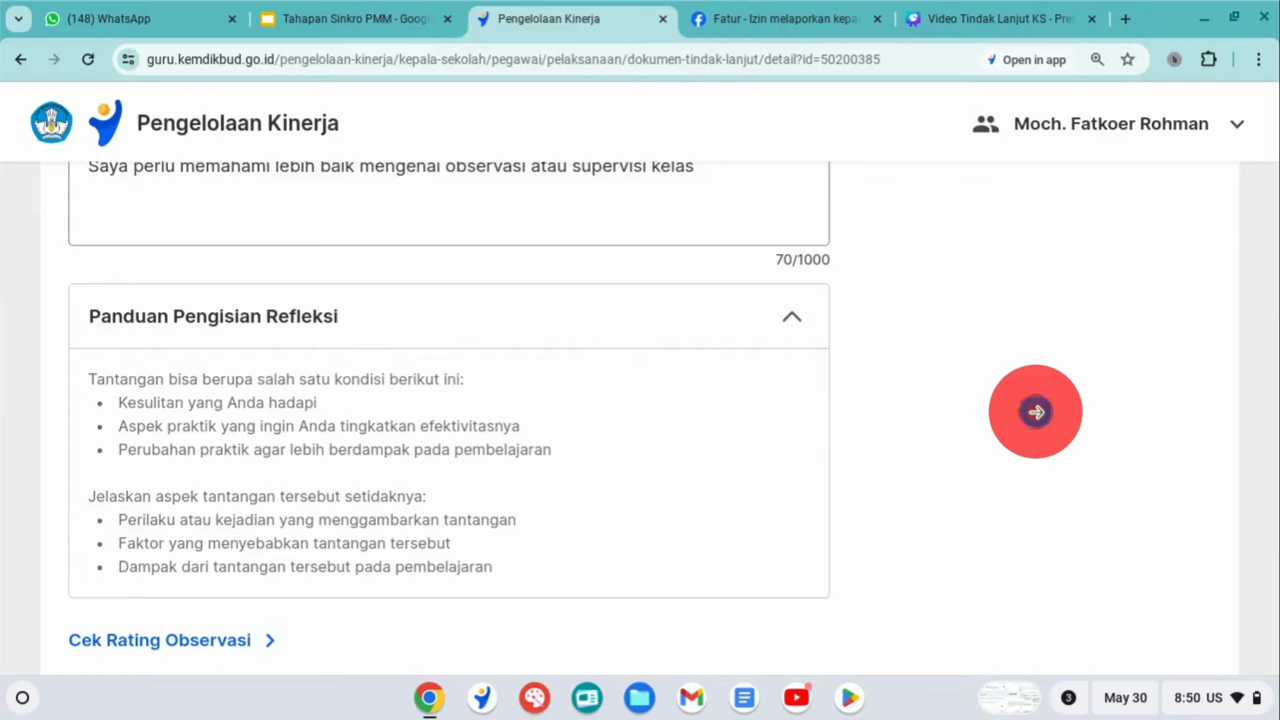 (148) WhatsApp
Tahapan Sinkro PMM - Goog
Pengelolaan Kinerja
Fatur - Izin melaporkan kepa
Video Tindak Lanjut KS - Pre
guru.kemdikbud.go.id/pengelolaan-kinerja/kepala-sekolah/pegawai/pelaksanaan/dokumen-tindak-lanjut/detail?id=50200385
Open in app
Pengelolaan Kinerja
Moch. Fatkoer Rohman
Saya perlu memahami lebih baik mengenai observasi atau supervisi kelas
70/1000
Panduan Pengisian Refleksi
Tantangan bisa berupa salah satu kondisi berikut ini:
• Kesulitan yang Anda hadapi
• Aspek praktik yang ingin Anda tingkatkan efektivitasnya
• Perubahan praktik agar lebih berdampak pada pembelajaran
Jelaskan aspek tantangan tersebut setidaknya:
• Perilaku atau kejadian yang menggambarkan tantangan
• Faktor yang menyebabkan tantangan tersebut
• Dampak dari tantangan tersebut pada pembelajaran
Cek Rating Observasi
3
May 30
8:50 US